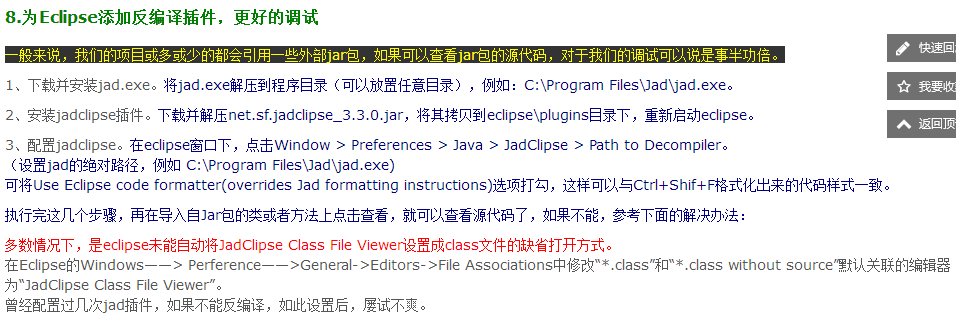 8.为Eclipse添加反编译插件，更好的调试
一般来说，我们的项目或多或少的都会引用一些外部jar包，如果可以查看jar包的源代码，对于我们的调试可以说是事半功倍。
快速回
1、下载并安装jad.exe。将jad.exe解压到程序目录（可以放置任意目录），例如：C:\Program Files\Jad\jad.exe。
我要收
2、安装jadclipse插件。下载并解压net.sf.jadclipse_3.3.0.jar，将其拷贝到eclipse\plugins目录下，重新启动eclipse。
返回顶
3、配置jadclipse。在eclipse窗口下，点击Window > Preferences > Java > JadClipse > Path to Decompiler。
（设置jad的绝对路径，例如 C:\Program Files\Jad\jad.exe)
可将Use Eclipse code formatter(overrides Jad formatting instructions)选项打勾，这样可以与Ctrl+Shif+F格式化出来的代码样式一致。
执行完这几个步骤，再在导入自Jar包的类或者方法上点击查看，就可以查看源代码了，如果不能，参考下面的解决办法：
多数情况下，是eclipse未能自动将JadClipse Class File Viewer设置成class文件的缺省打开方式。
在Eclipse的Windows——> Perference——>General->Editors->File Associations中修改“*.class”和“*.class without source”默认关联的编辑器
为“JadClipse Class File Viewer”。
曾经配置过几次jad插件，如果不能反编译，如此设置后，屡试不爽。